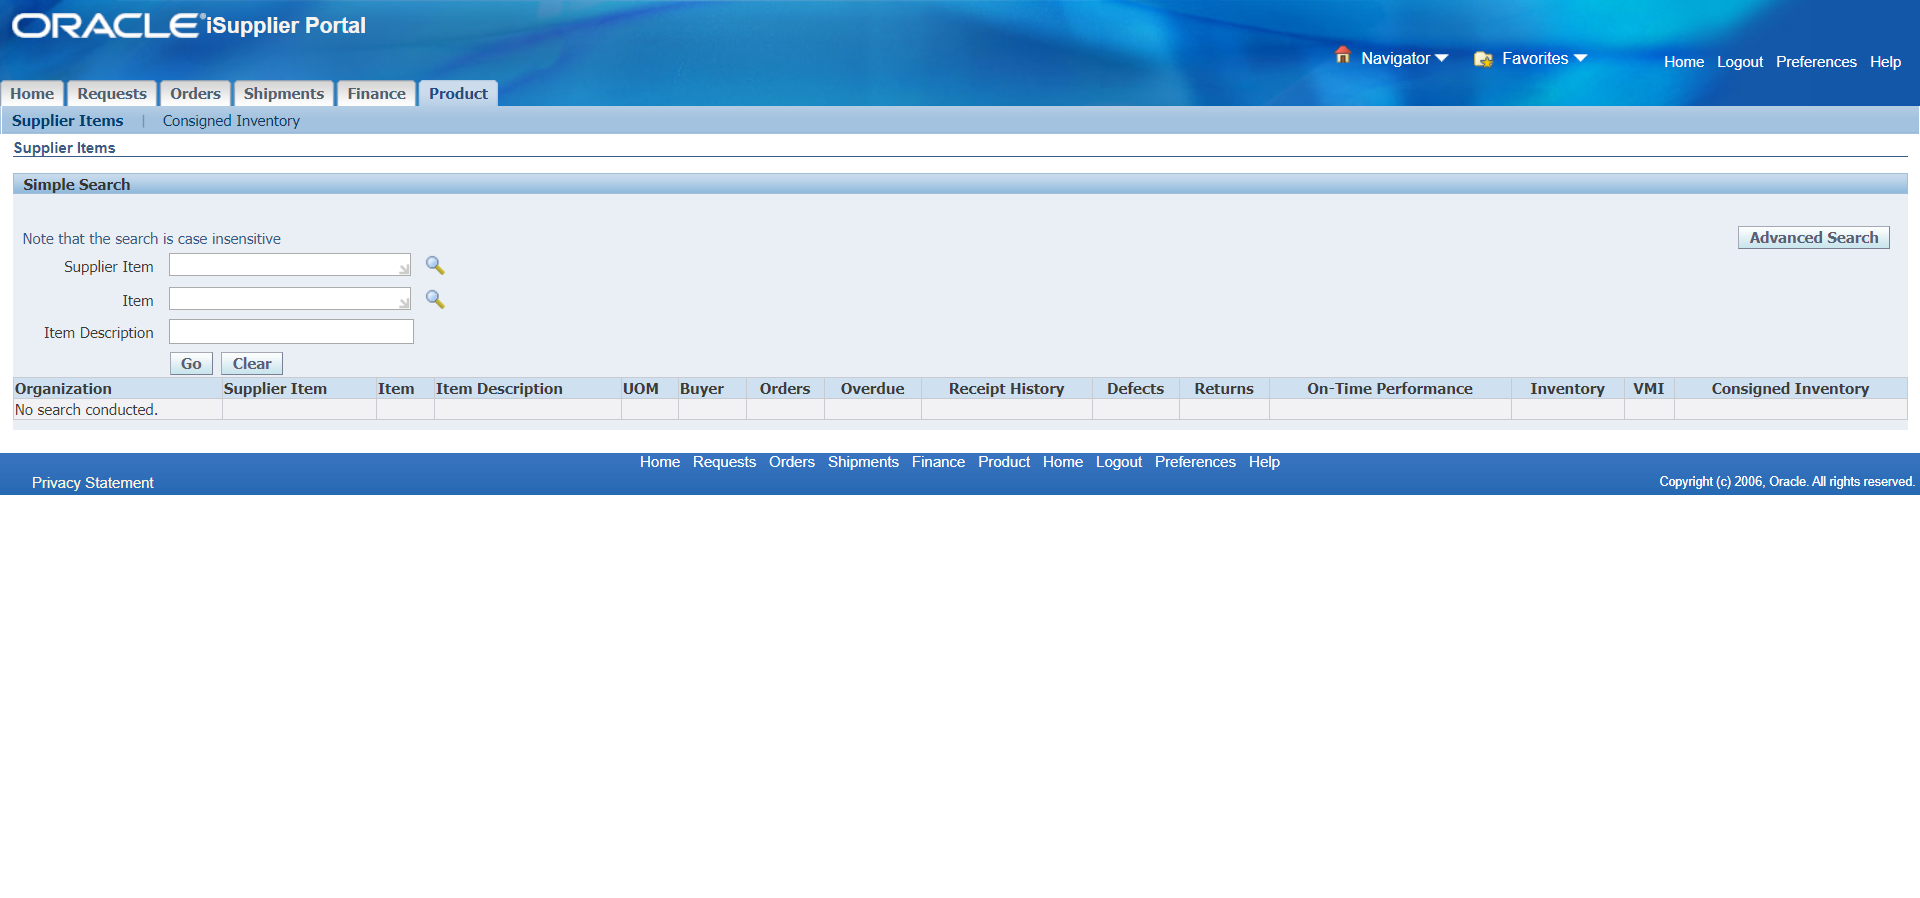 ORACLE® iSupplier Portal
Navigator Favorites Home Logout Preferences Help
Home Requests Orders Shipments Finance Product
Supplier Items | Consigned Inventory
Supplier Items
Simple Search
Note that the search is case insensitive
Advanced Search
Supplier Item
Item
Item Description
Go Clear
Organization Supplier Item Item Item Description UOM Buyer Orders Overdue Receipt History Defects Returns On-Time Performance Inventory VMI Consigned Inventory
No search conducted.
Home Requests Orders Shipments Finance Product Home Logout Preferences Help
Privacy Statement
Copyright (c) 2006, Oracle. All rights reserved.